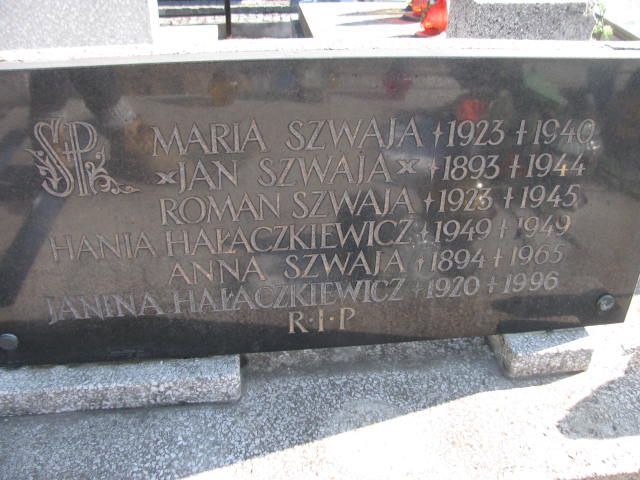 ŚP
MARIA SZWAJA +1923 †1940
×JAN SZWAJA× +1893 †1944
ROMAN SZWAJA +1923 †1945
HANIA HAŁACZKIEWICZ +1949 †1949
ANNA SZWAJA +1894 †1965
JANINA HAŁACZKIEWICZ +1920 †1996
R·I·P